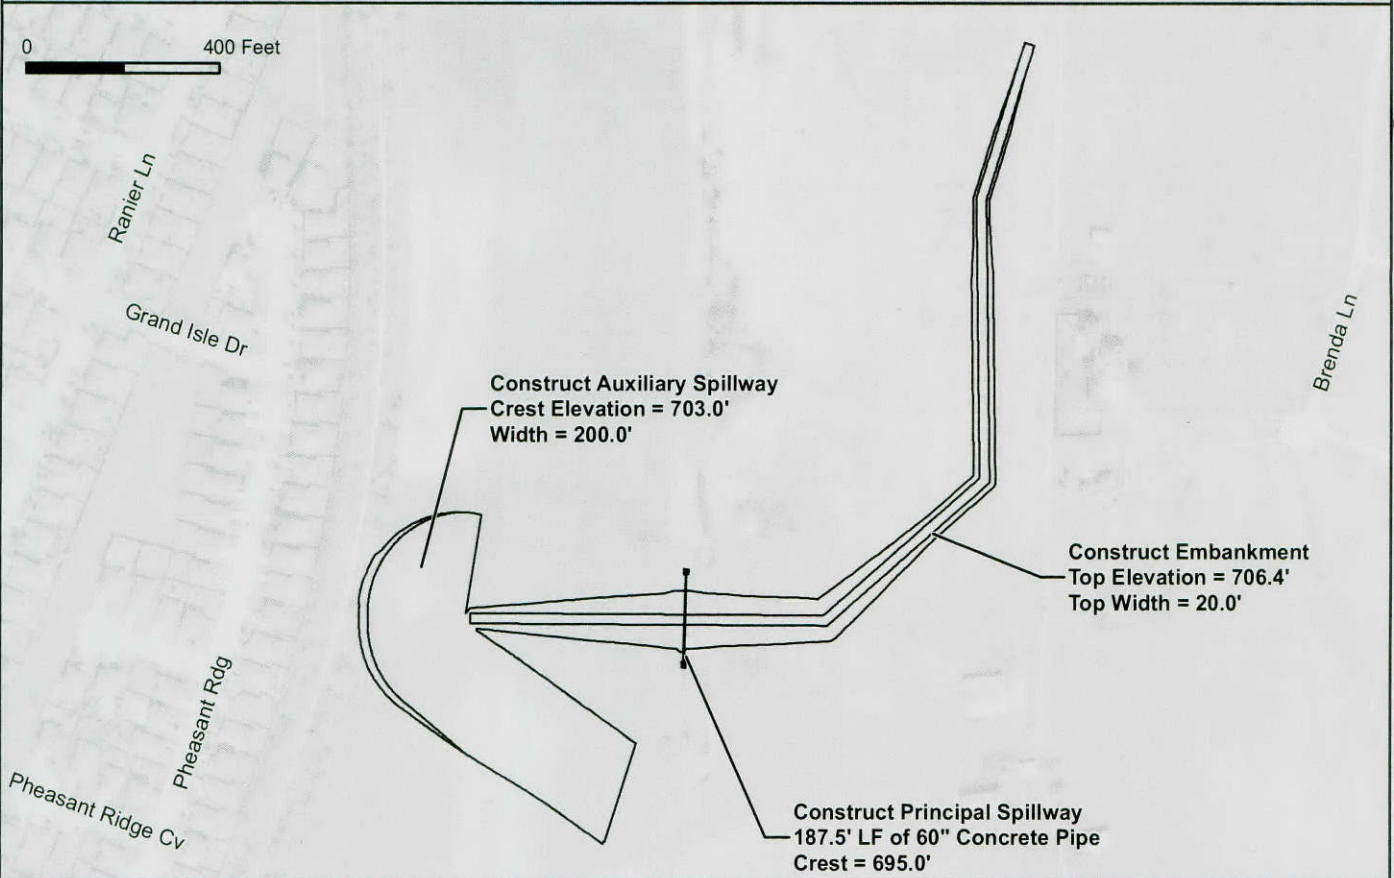 0 400 Feet
Ranier Ln
Grand Isle Dr
Brenda Ln
Construct Auxiliary Spillway
Crest Elevation = 703.0'
Width = 200.0'
Construct Embankment
Top Elevation = 706.4'
Top Width = 20.0'
Pheasant Rdg
Pheasant Ridge Cv
Construct Principal Spillway
187.5' LF of 60" Concrete Pipe
Crest = 695.0'